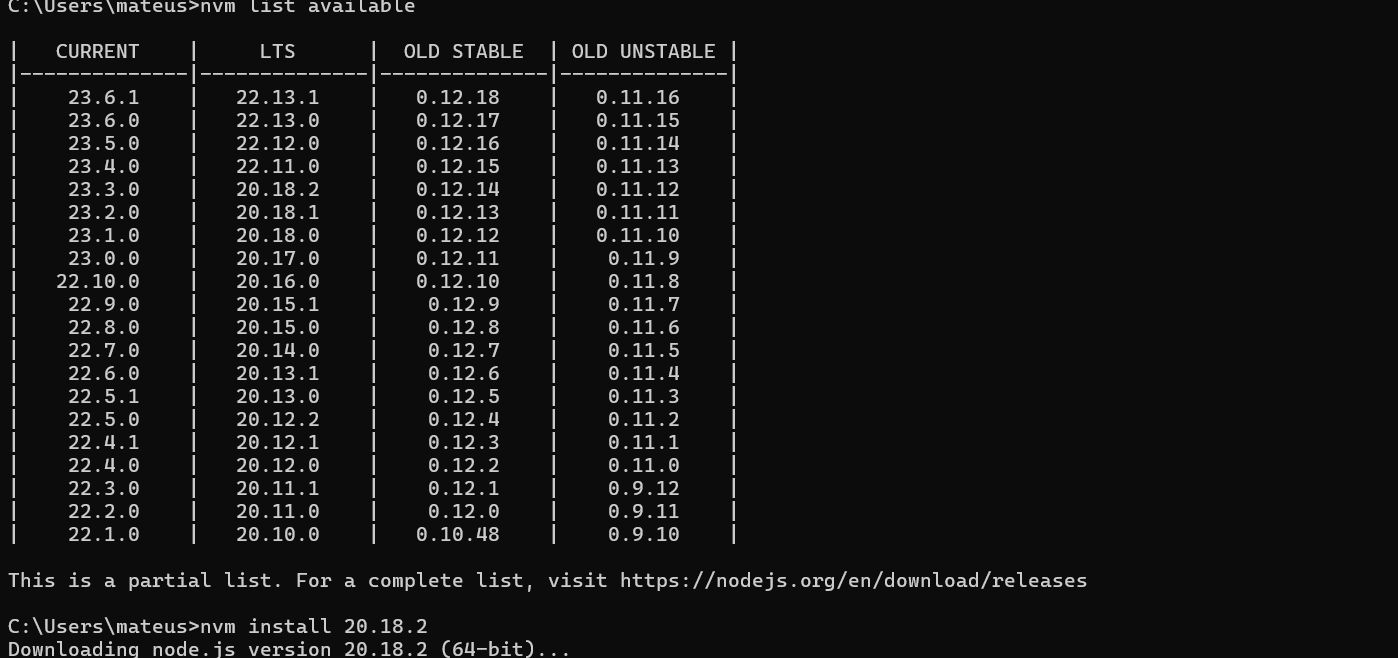 C:\Users\mateus>nvm list available
|   CURRENT    |     LTS      |  OLD STABLE  | OLD UNSTABLE |
|--------------|--------------|--------------|--------------|
|    23.6.1    |   22.13.1    |   0.12.18    |   0.11.16    |
|    23.6.0    |   22.13.0    |   0.12.17    |   0.11.15    |
|    23.5.0    |   22.12.0    |   0.12.16    |   0.11.14    |
|    23.4.0    |   22.11.0    |   0.12.15    |   0.11.13    |
|    23.3.0    |   20.18.2    |   0.12.14    |   0.11.12    |
|    23.2.0    |   20.18.1    |   0.12.13    |   0.11.11    |
|    23.1.0    |   20.18.0    |   0.12.12    |   0.11.10    |
|    23.0.0    |   20.17.0    |   0.12.11    |    0.11.9    |
|   22.10.0    |   20.16.0    |   0.12.10    |    0.11.8    |
|    22.9.0    |   20.15.1    |    0.12.9    |    0.11.7    |
|    22.8.0    |   20.15.0    |    0.12.8    |    0.11.6    |
|    22.7.0    |   20.14.0    |    0.12.7    |    0.11.5    |
|    22.6.0    |   20.13.1    |    0.12.6    |    0.11.4    |
|    22.5.1    |   20.13.0    |    0.12.5    |    0.11.3    |
|    22.5.0    |   20.12.2    |    0.12.4    |    0.11.2    |
|    22.4.1    |   20.12.1    |    0.12.3    |    0.11.1    |
|    22.4.0    |   20.12.0    |    0.12.2    |    0.11.0    |
|    22.3.0    |   20.11.1    |    0.12.1    |    0.9.12    |
|    22.2.0    |   20.11.0    |    0.12.0    |    0.9.11    |
|    22.1.0    |   20.10.0    |   0.10.48    |    0.9.10    |
This is a partial list. For a complete list, visit https://nodejs.org/en/download/releases
C:\Users\mateus>nvm install 20.18.2
Downloading node.js version 20.18.2 (64-bit)...